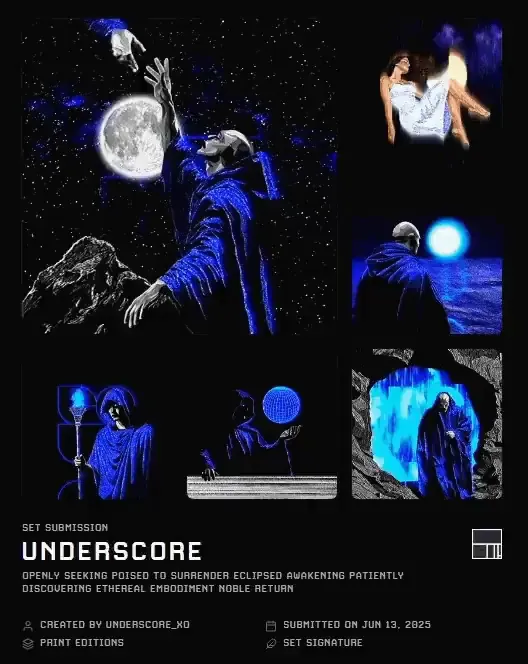 SET SUBMISSION
UNDERSCORE
OPENLY SEEKING POISED TO SURRENDER ECLIPSED AWAKENING PATIENTLY
DISCOVERING ETHEREAL EMBODIMENT NOBLE RETURN
CREATED BY UNDERSCORE_XO
SUBMITTED ON JUN 13, 2025
PRINT EDITIONS
SET SIGNATURE